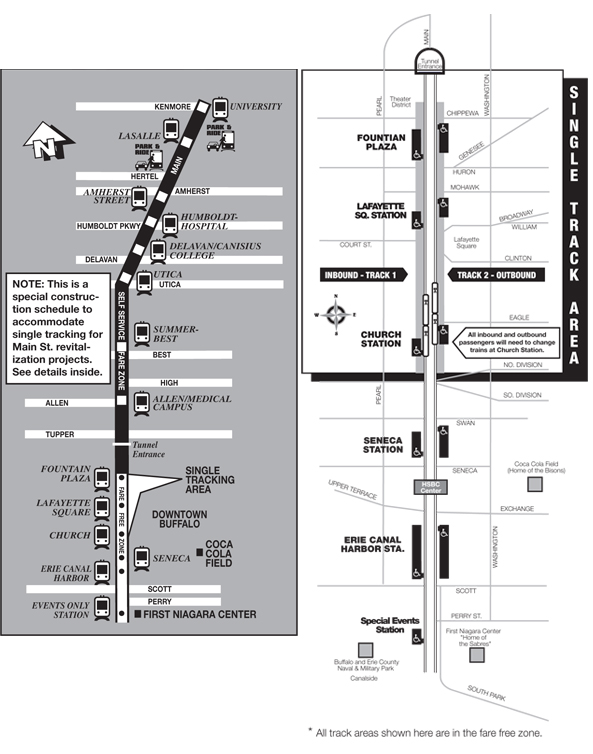 KENMORE
UNIVERSITY
LASALLE
PARK &
RIDE
PARK &
RIDE
N
MAIN
HERTEL
AMHERST
STREET
AMHERST
HUMBOLDT-
HOSPITAL
HUMBOLDT PKWY
DELAVAN/CANISIUS
COLLEGE
DELAVAN
UTICA
UTICA
NOTE: This is a
special construc-
tion schedule to
accommodate
single tracking for
Main St. revital-
ization projects.
See details inside.
SELF SERVICE
FARE ZONE
SUMMER-
BEST
BEST
HIGH
ALLEN
ALLEN/MEDICAL
CAMPUS
TUPPER
Tunnel
Entrance
FOUNTAIN
PLAZA
SINGLE
TRACKING
AREA
FARE
FREE
ZONE
LAFAYETTE
SQUARE
DOWNTOWN
BUFFALO
CHURCH
SENECA
COCA
COLA
FIELD
ERIE CANAL
HARBOR
SCOTT
PERRY
EVENTS ONLY
STATION
FIRST NIAGARA CENTER
MAIN
Tunnel
Entrance
PEARL
WASHINGTON
Theater
District
CHIPPEWA
SINGLE TRACK AREA
FOUNTIAN
PLAZA
GENESEE
HURON
MOHAWK
LAFAYETTE
SQ. STATION
BROADWAY
WILLIAM
COURT ST.
Lafayette
Square
CLINTON
INBOUND - TRACK 1
TRACK 2 - OUTBOUND
EAGLE
CHURCH
STATION
All inbound and outbound
passengers will need to change
trains at Church Station.
NO. DIVISION
PEARL
SO. DIVISION
SWAN
SENECA
STATION
SENECA
Coca Cola Field
(Home of the Bisons)
HSBC
Center
UPPER TERRACE
EXCHANGE
ERIE CANAL
HARBOR STA.
WASHINGTON
SCOTT
PERRY ST.
Special Events
Station
First Niagara Center
"Home of
the Sabres"
Buffalo and Erie County
Naval & Military Park
Canalside
SOUTH PARK
* All track areas shown here are in the fare free zone.